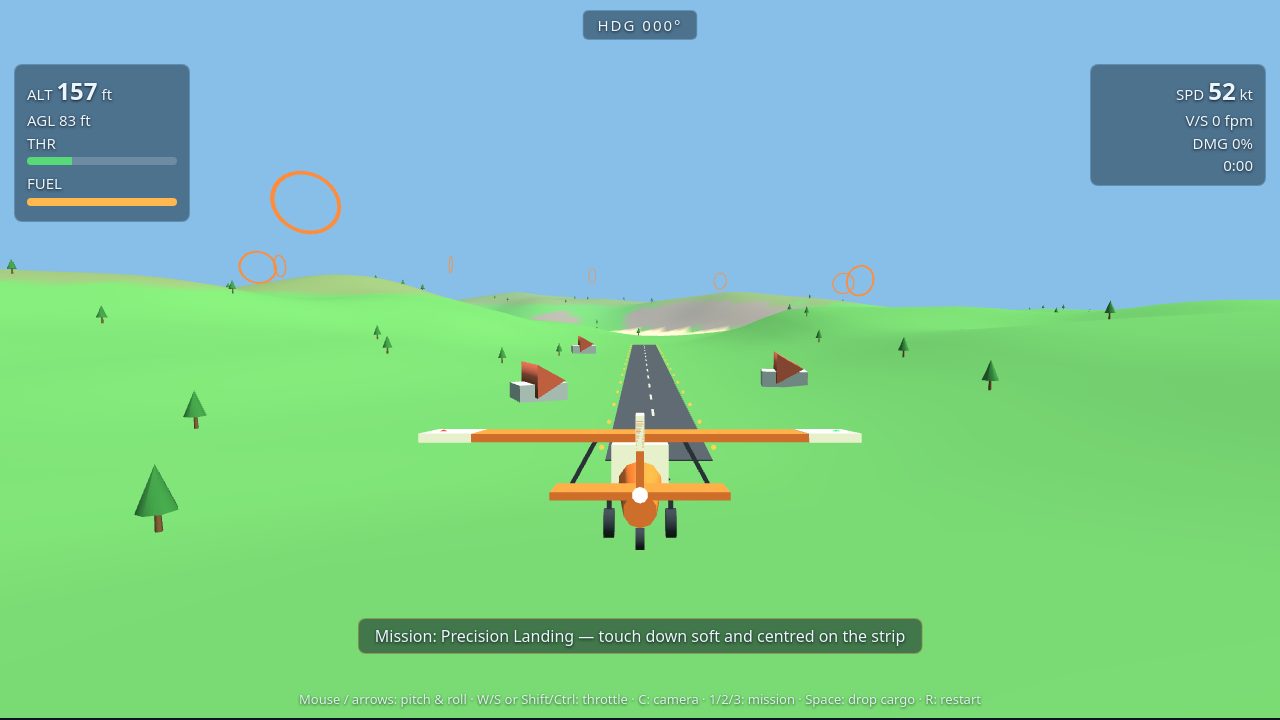 HDG 000°
ALT 157 ft
AGL 83 ft
THR
FUEL
SPD 52 kt
V/S 0 fpm
DMG 0%
0:00
Mission: Precision Landing — touch down soft and centred on the strip
Mouse / arrows: pitch & roll · W/S or Shift/Ctrl: throttle · C: camera · 1/2/3: mission · Space: drop cargo · R: restart